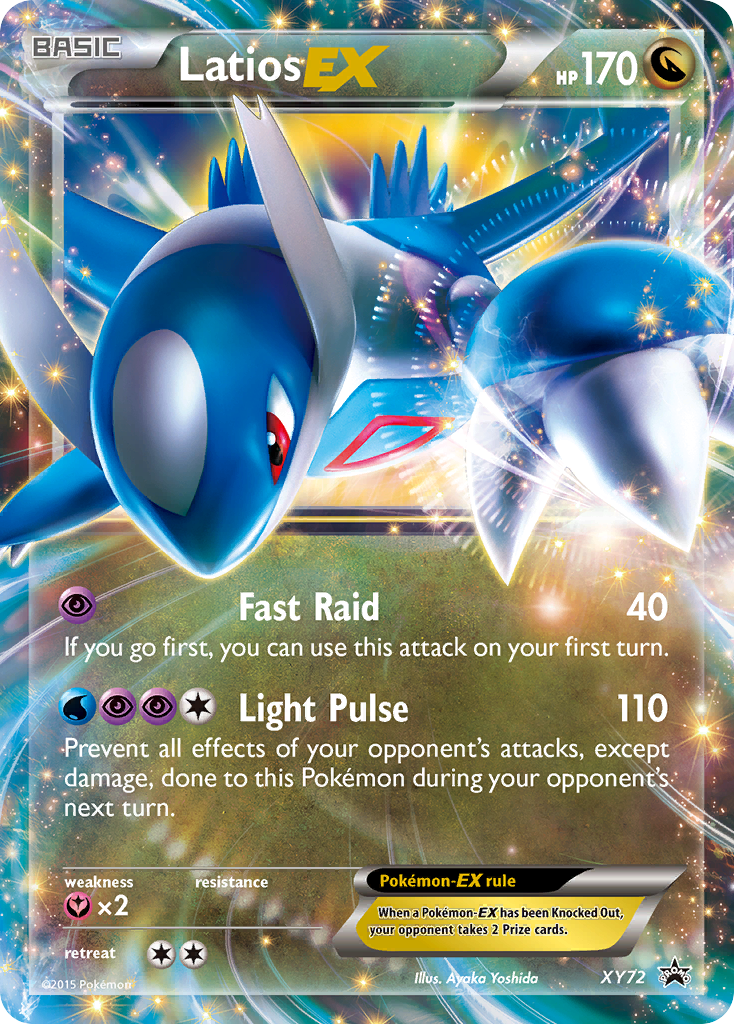 BASIC
Latios EX
HP 170
Fast Raid 40
If you go first, you can use this attack on your first turn.
Light Pulse 110
Prevent all effects of your opponent's attacks, except
damage, done to this Pokémon during your opponent's
next turn.
weakness resistance
×2
Pokémon-EX rule
When a Pokémon-EX has been Knocked Out,
your opponent takes 2 Prize cards.
retreat
©2015 Pokémon
Illus. Ayaka Yoshida
XY72
PROMO